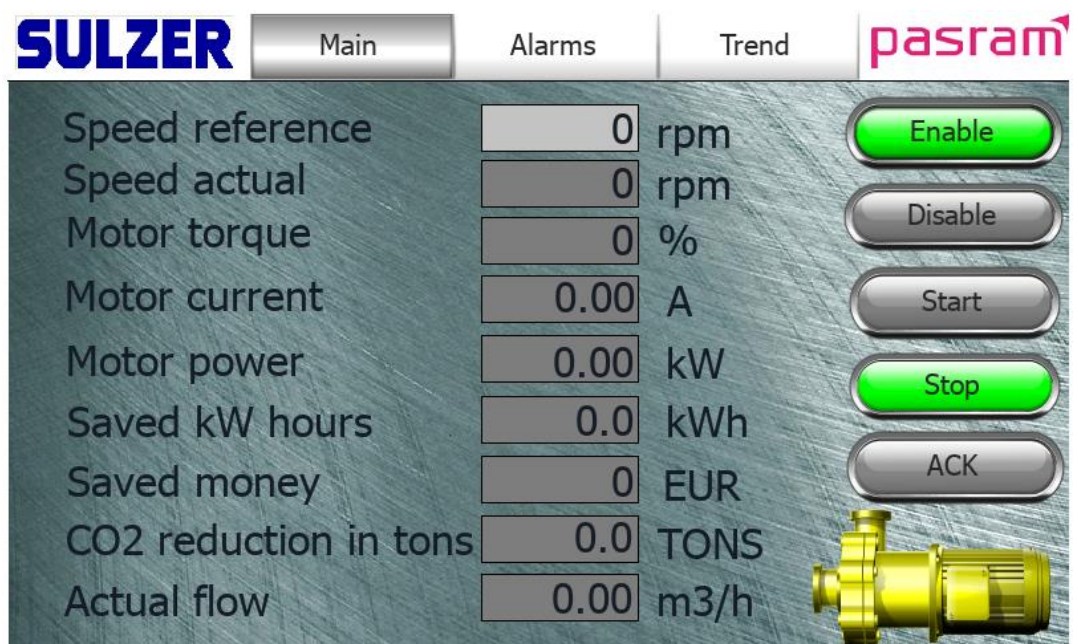 SULZER Main Alarms Trend pasram
Speed reference 0 rpm Enable
Speed actual 0 rpm
Disable
Motor torque 0 %
Motor current 0.00 A Start
Motor power 0.00 kW
Stop
Saved kW hours 0.0 kWh
ACK
Saved money 0 EUR
CO2 reduction in tons 0.0 TONS
Actual flow 0.00 m3/h